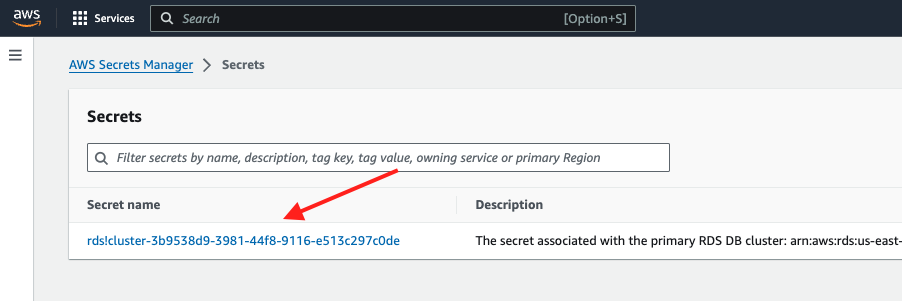 aws Services Search [Option+S]
AWS Secrets Manager > Secrets
Secrets
Filter secrets by name, description, tag key, tag value, owning service or primary Region
Secret name Description
rds!cluster-3b9538d9-3981-44f8-9116-e513c297c0de The secret associated with the primary RDS DB cluster: arn:aws:rds:us-east-